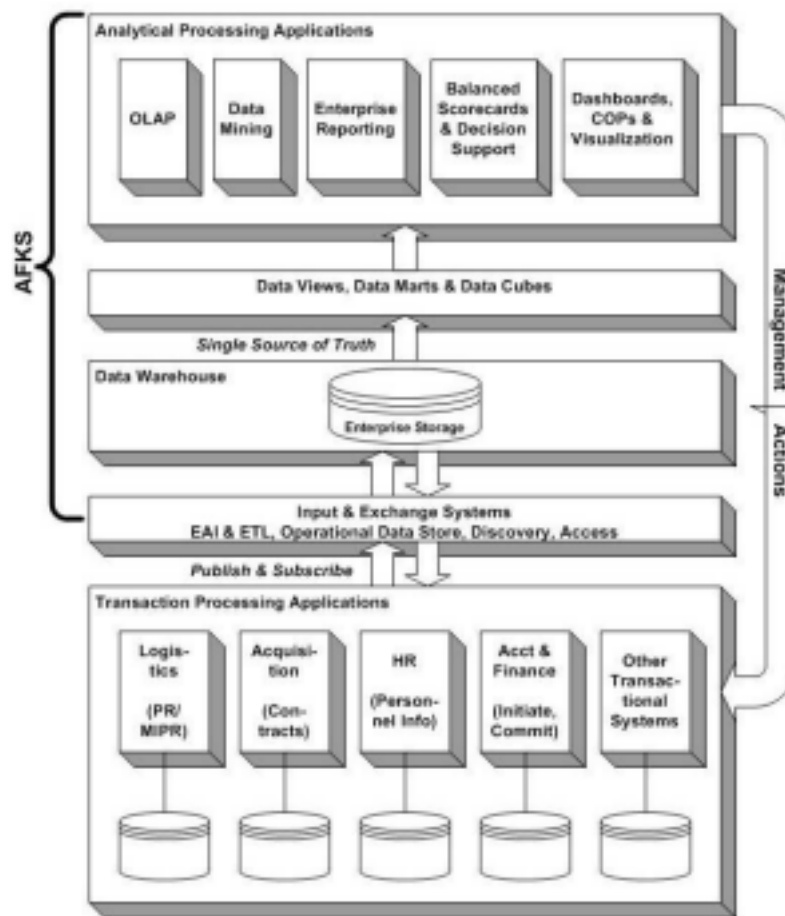 Analytical Processing Applications
OLAP
Data
Mining
Enterprise
Reporting
Balanced
Scorecards
& Decision
Support
Dashboards,
COPs &
Visualization
AFKS
Data Views, Data Marts & Data Cubes
Single Source of Truth
Data Warehouse
Enterprise Storage
Management
Actions
Input & Exchange Systems
EAI & ETL, Operational Data Store, Discovery, Access
Publish & Subscribe
Transaction Processing Applications
Logis-
tics
(PR/
MIPR)
Acquisi-
tion
(Con-
tracts)
HR
(Person-
nel Info)
Acct &
Finance
(Initiate,
Commit)
Other
Transac-
tional
Systems